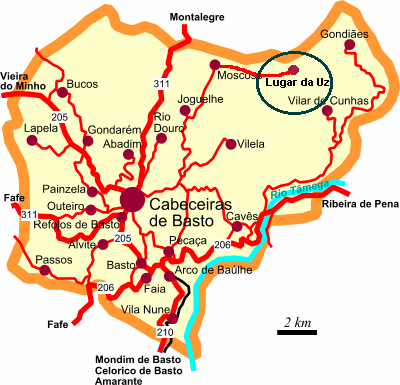 Montalegre
Gondiães
Moscoso
Lugar da Uz
Vieira
do Minho
Bucos
311
Joguelhe
Vilar de Cunhas
205
Lapela
Gondarém
Rio
Douro
Abadim
Vilela
Painzela
Rio Tâmega
Fafe
311
Outeiro
Cabeceiras
de Basto
Ribeira de Pena
Refojos de Basto
Cavês
Alvite
205
Pecaça
206
Passos
Basto
Arco de Baúlhe
206
Faia
Vila Nune
Fafe
210
2 km
Mondim de Basto
Celorico de Basto
Amarante